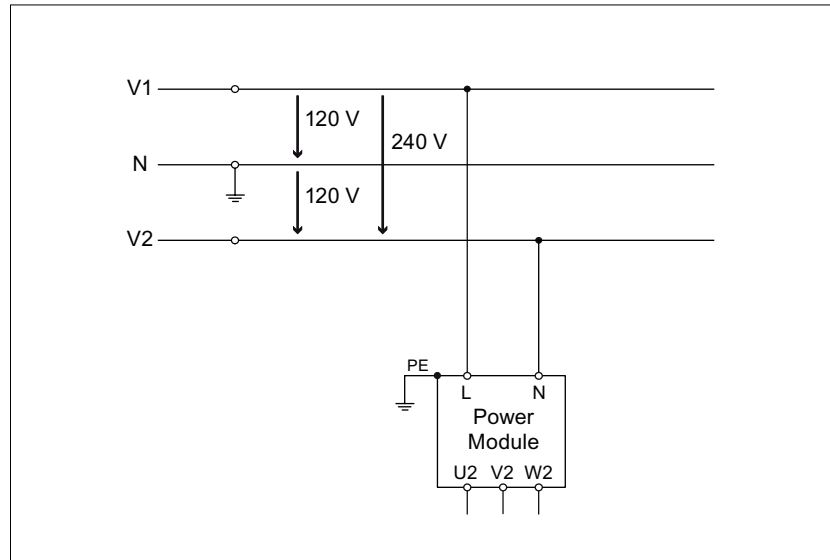 V1
120 V
240 V
N
120 V
V2
PE
L N
Power
Module
U2 V2 W2